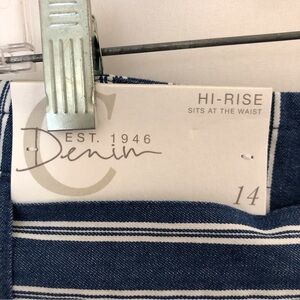 HI-RISE
SITS AT THE WAIST
C
EST. 1946
Denim
14